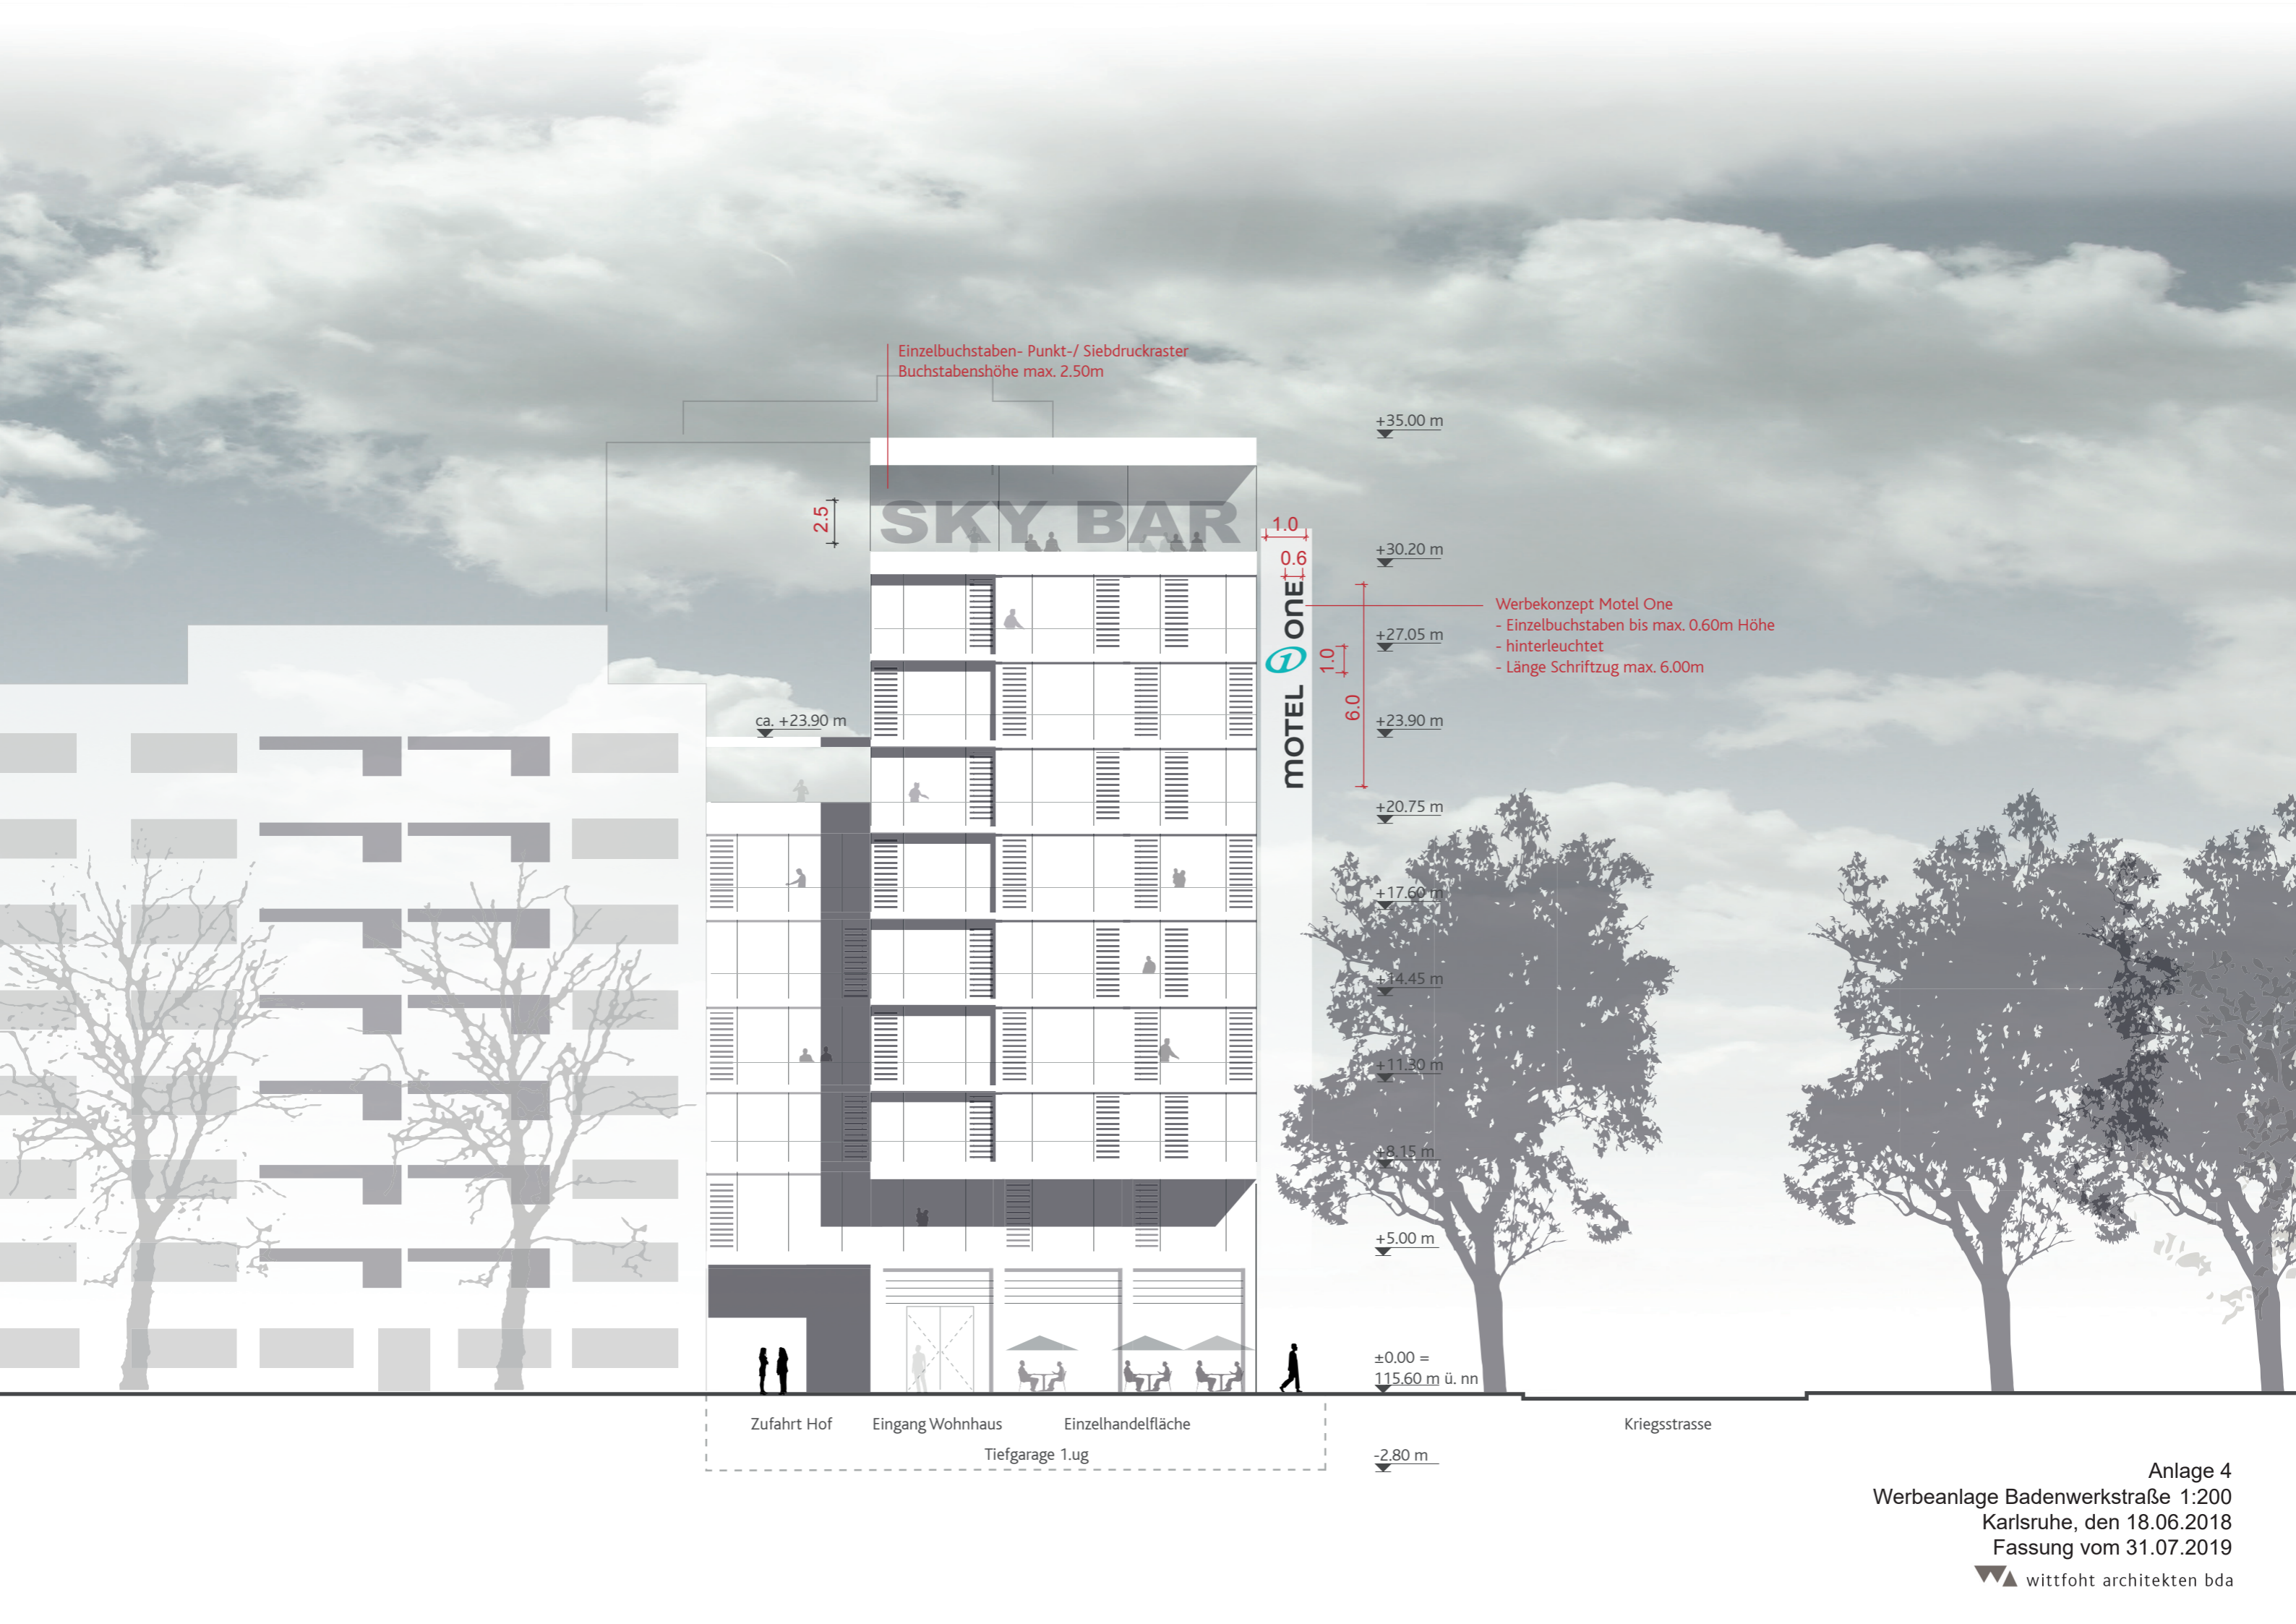 Einzelbuchstaben- Punkt-/ Siebdruckraster
Buchstabenshöhe max. 2.50m
+35.00 m
2.5
SKY BAR
1.0
+30.20 m
0.6
Werbekonzept Motel One
- Einzelbuchstaben bis max. 0.60m Höhe
- hinterleuchtet
- Länge Schriftzug max. 6.00m
+27.05 m
MOTEL ONE
1.0
6.0
ca. +23.90 m
+23.90 m
+20.75 m
+17.60 m
+14.45 m
+11.30 m
+8.15 m
+5.00 m
±0.00 =
115.60 m ü. nn
Zufahrt Hof
Eingang Wohnhaus
Einzelhandelfläche
Kriegsstrasse
Tiefgarage 1.ug
-2.80 m
Anlage 4
Werbeanlage Badenwerkstraße 1:200
Karlsruhe, den 18.06.2018
Fassung vom 31.07.2019
wittfoht architekten bda